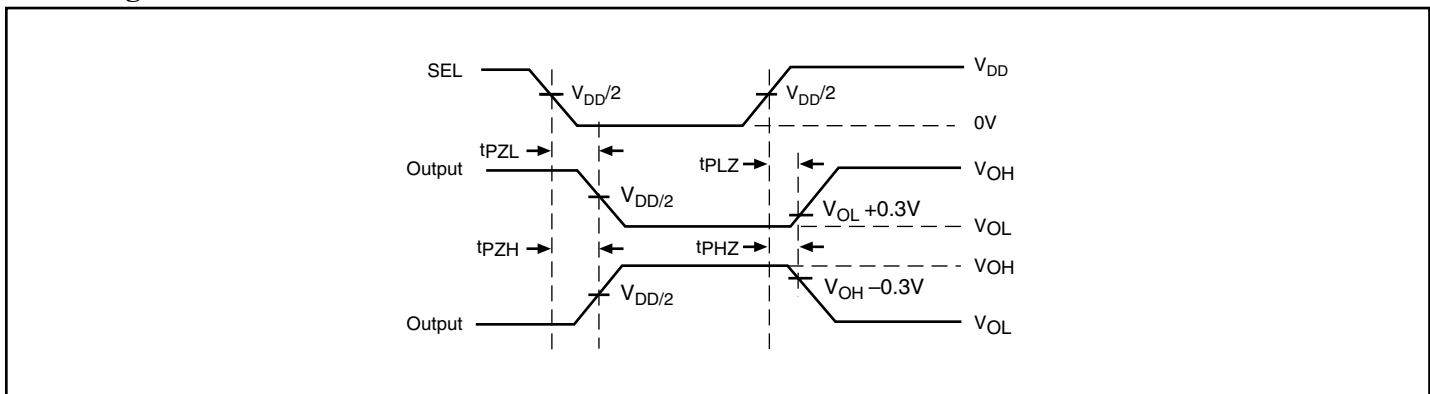 SEL
VDD/2
VDD/2
VDD
0V
tPZL
tPLZ
Output
VDD/2
VOL +0.3V
VOH
VOL
tPZH
tPHZ
VOH
VDD/2
VOH –0.3V
Output
VOL